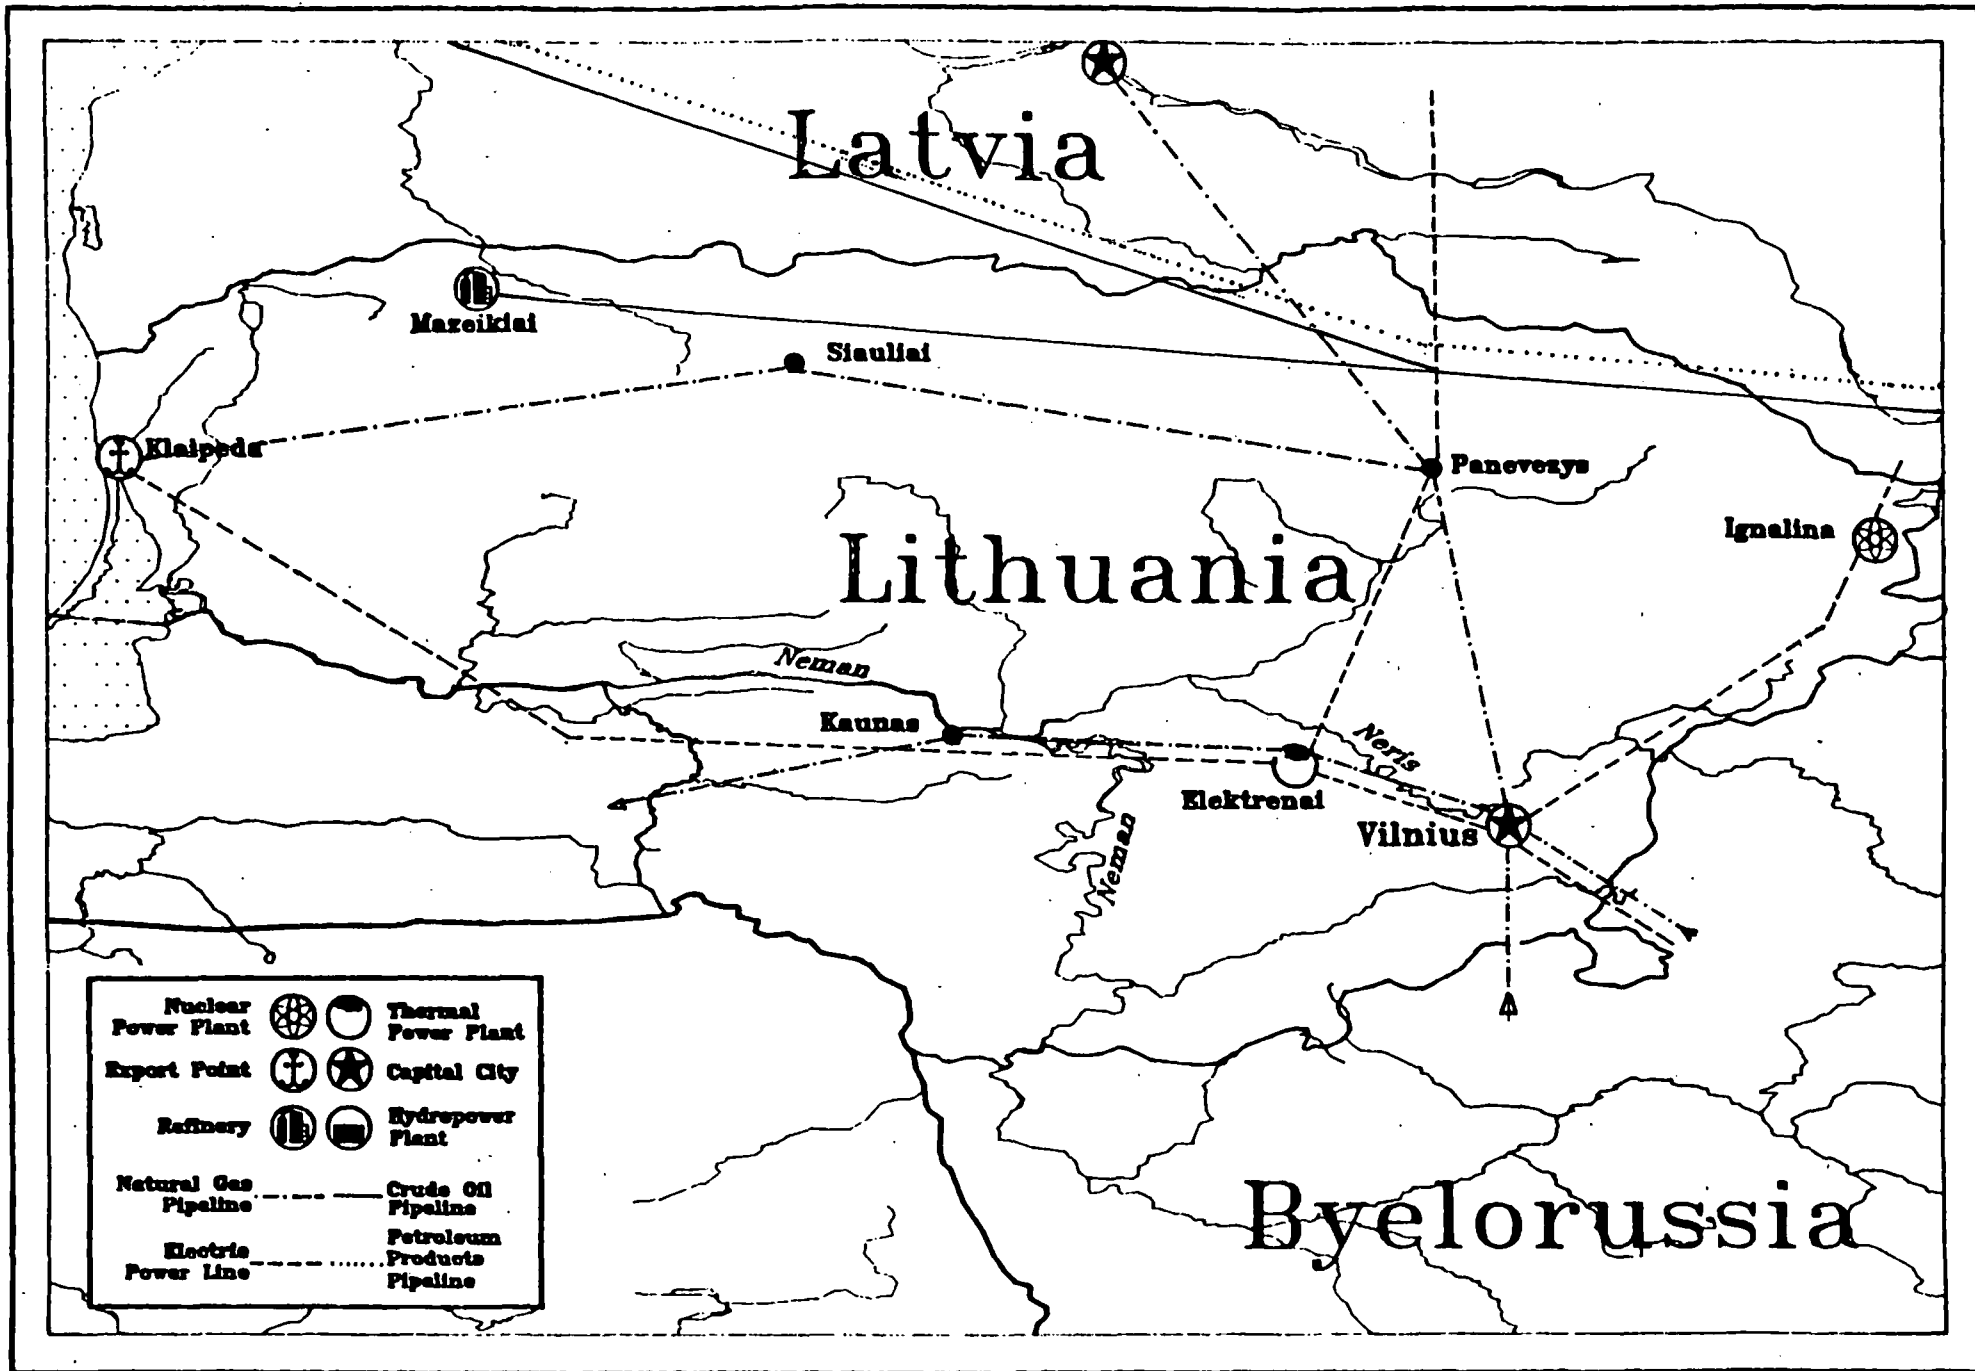 Latvia
Mazeikiai
Siauliai
Klaipeda
Panevezys
Ignalina
Lithuania
Neman
Kaunas
Neris
Elektrenai
Vilnius
Neman
Nuclear
Power Plant
Thermal
Power Plant
Export Point
Capital City
Refinery
Hydropower
Plant
Natural Gas
Pipeline
Crude Oil
Pipeline
Electric
Power Line
Petroleum
Products
Pipeline
Byelorussia